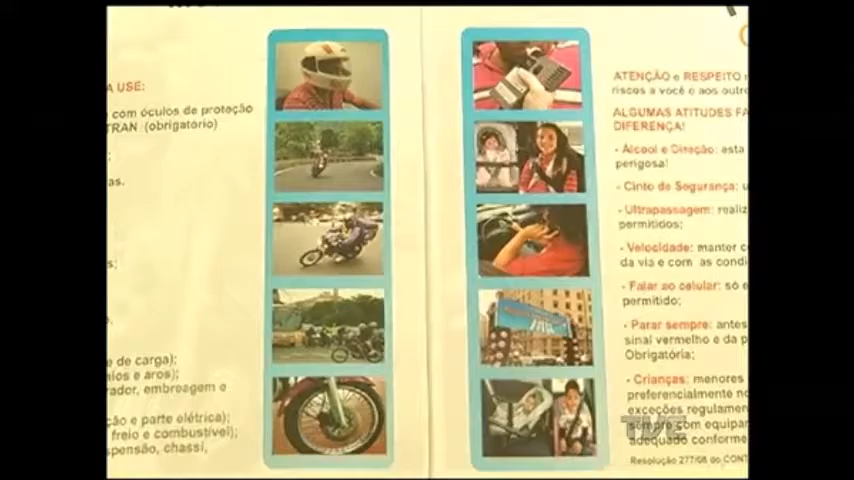 A USE:
com óculos de proteção
TRAN (obrigatório)
as.
e de carga);
ios e aros);
rador, embreagem e
ção e parte elétrica);
freio e combustível);
spensão, chassi,
ATENÇÃO e RESPEITO
riscos a você e aos outro
ALGUMAS ATITUDES FA
DIFERENÇA!
- Álcool e Direção: esta
perigosa!
- Cinto de Segurança: u
- Ultrapassagem: realiz
permitidos;
- Velocidade: manter c
da via e com as condi
- Falar ao celular: só e
permitido;
- Parar sempre: antes
sinal vermelho e da p
Obrigatória;
- Crianças: menores
preferencialmente no
exceções regulamen
sempre com equipar
adequado conforme
Resolução 277/08 do CONT
TVE